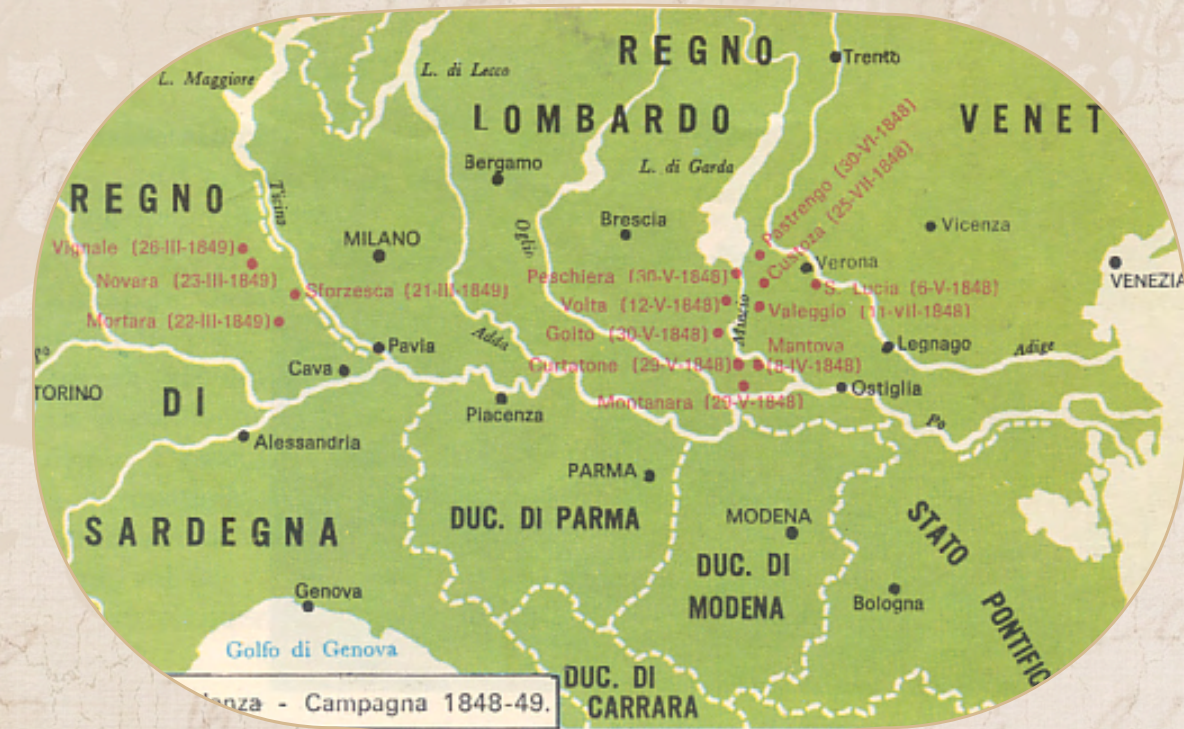 REGNO
Trento
L. Maggiore
L. di Lecco
LOMBARDO
VENET
Bergamo
L. di Garda
Pastrengo (30-VI-1848)
Custoza (25-VII-1848)
REGNO
Ticino
Oglio
Brescia
Vicenza
MILANO
Vignale (26-III-1849)
Verona
Novara (23-III-1849)
Peschiera (30-V-1848)
VENEZIA
Sforzesca (21-III-1849)
S. Lucia (6-V-1848)
Volta (12-V-1848)
Mincio
Valeggio (11-VII-1848)
Mortara (22-III-1849)
Goito (30-V-1848)
Adda
Pavia
Mantova
(8-IV-1848)
Legnago
Adige
Po
Cava
Curtatone (29-V-1848)
TORINO
DI
Ostiglia
Piacenza
Montanara (29-V-1848)
Po
Alessandria
PARMA
SARDEGNA
DUC. DI PARMA
MODENA
STATO
PONTIFIC
DUC. DI
MODENA
Genova
Bologna
Golfo di Genova
DUC. DI
CARRARA
nza - Campagna 1848-49.